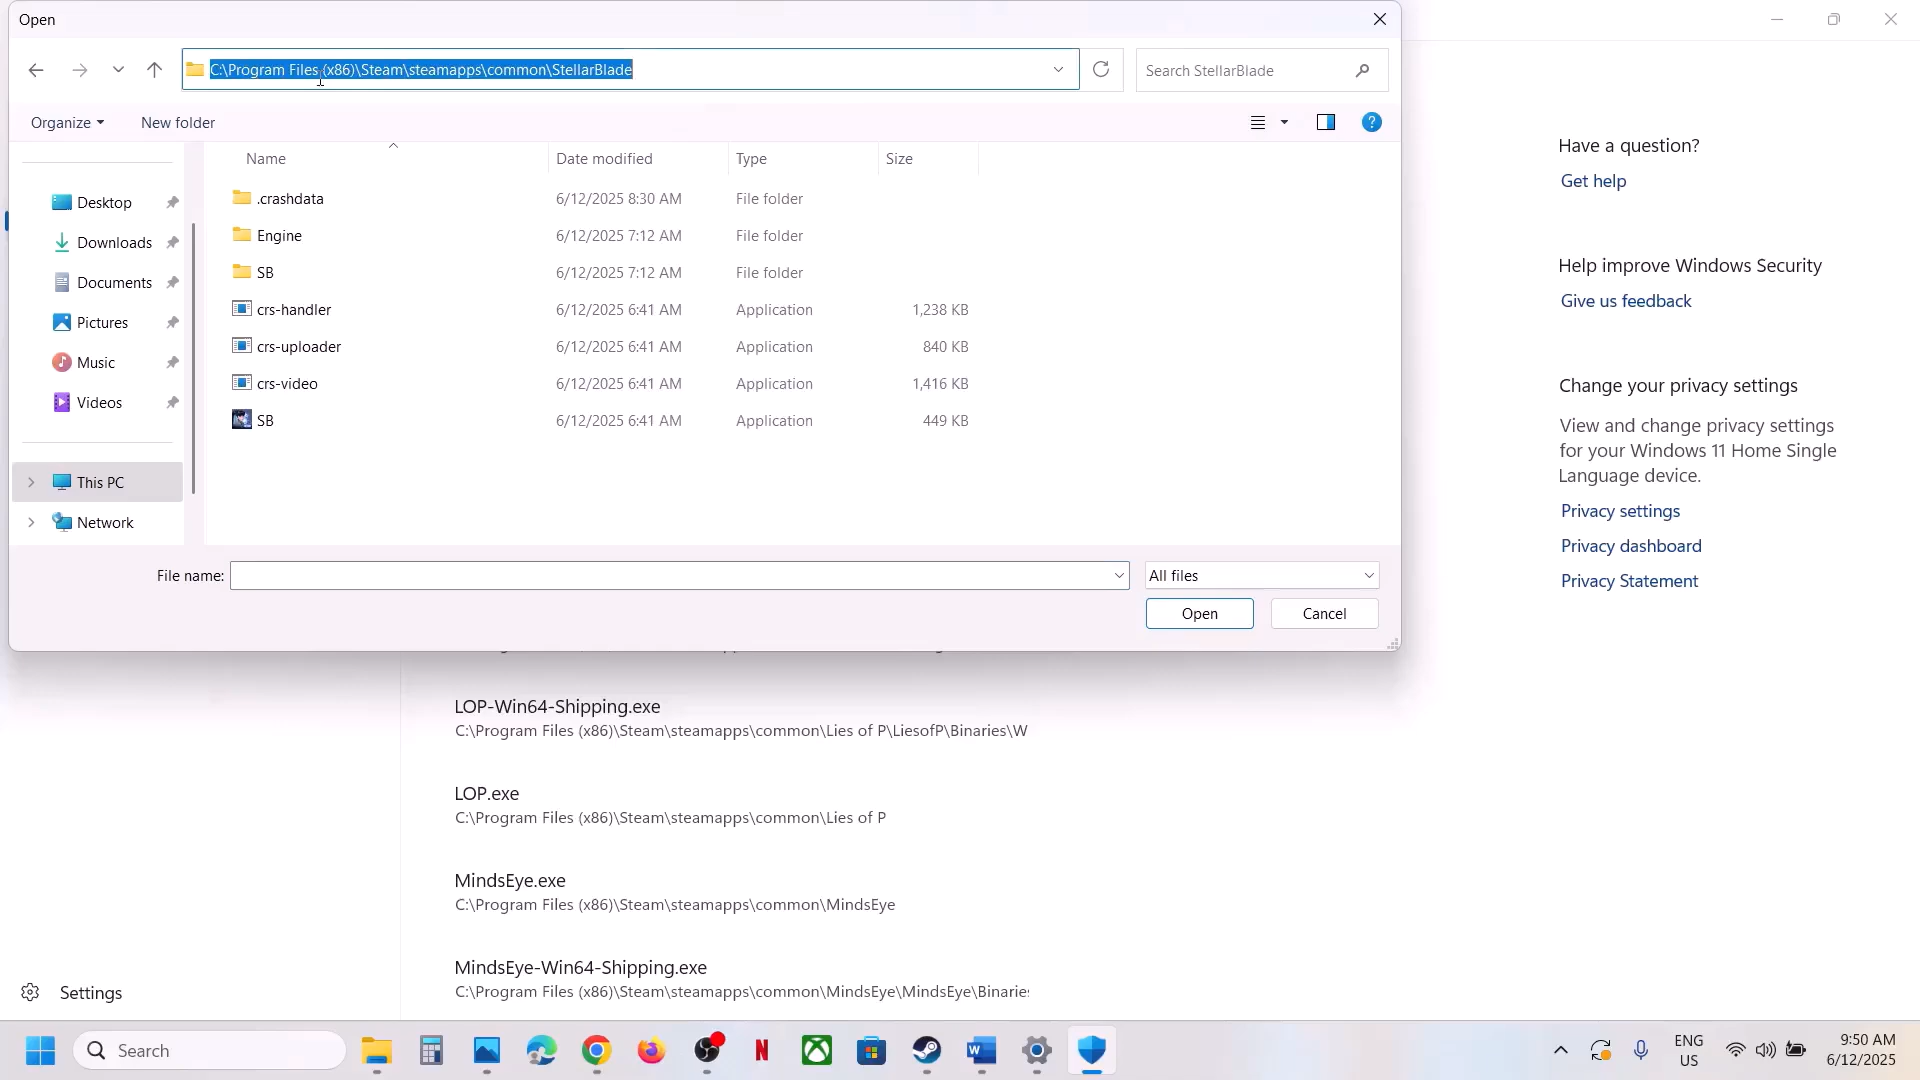 Open
C:\Program Files (x86)\Steam\steamapps\common\StellarBlade
Search StellarBlade
Organize
New folder
Name
Date modified
Type
Size
Desktop
Downloads
Documents
Pictures
Music
Videos
This PC
Network
.crashdata 6/12/2025 8:30 AM File folder
Engine 6/12/2025 7:12 AM File folder
SB 6/12/2025 7:12 AM File folder
crs-handler 6/12/2025 6:41 AM Application 1,238 KB
crs-uploader 6/12/2025 6:41 AM Application 840 KB
crs-video 6/12/2025 6:41 AM Application 1,416 KB
SB 6/12/2025 6:41 AM Application 449 KB
File name:
All files
Open
Cancel
LOP-Win64-Shipping.exe
C:\Program Files (x86)\Steam\steamapps\common\Lies of P\LiesofP\Binaries\W
LOP.exe
C:\Program Files (x86)\Steam\steamapps\common\Lies of P
MindsEye.exe
C:\Program Files (x86)\Steam\steamapps\common\MindsEye
MindsEye-Win64-Shipping.exe
C:\Program Files (x86)\Steam\steamapps\common\MindsEye\MindsEye\Binaries
Settings
Have a question?
Get help
Help improve Windows Security
Give us feedback
Change your privacy settings
View and change privacy settings
for your Windows 11 Home Single
Language device.
Privacy settings
Privacy dashboard
Privacy Statement
Search
ENG
US
9:50 AM
6/12/2025